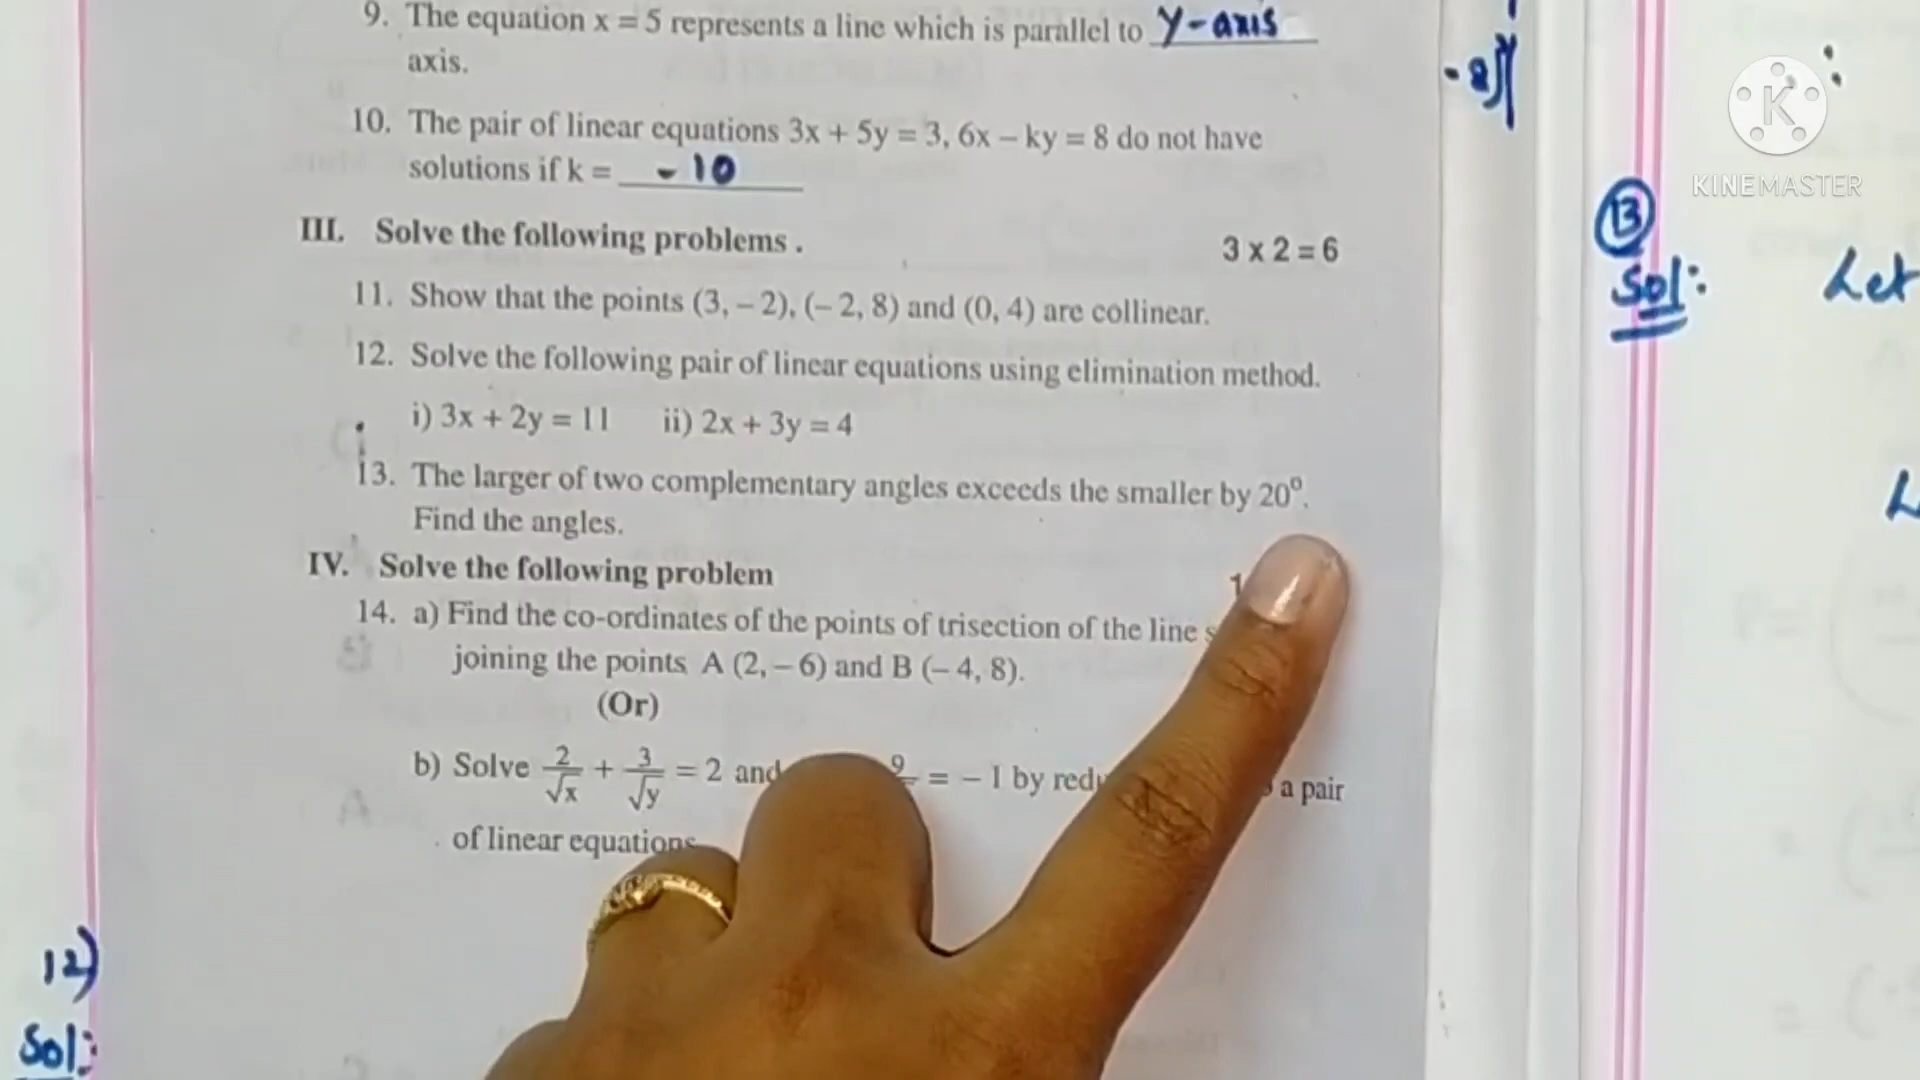 9. The equation x = 5 represents a line which is parallel to Y-axis
axis.
10. The pair of linear equations 3x + 5y = 3, 6x – ky = 8 do not have
solutions if k = -10
III. Solve the following problems .
3 x 2 = 6
11. Show that the points (3, – 2), (– 2, 8) and (0, 4) are collinear.
12. Solve the following pair of linear equations using elimination method.
i) 3x + 2y = 11 ii) 2x + 3y = 4
13. The larger of two complementary angles exceeds the smaller by 20°.
Find the angles.
IV. Solve the following problem
14. a) Find the co-ordinates of the points of trisection of the line
joining the points A (2, – 6) and B (– 4, 8).
(Or)
b) Solve 2/√x + 3/√y = 2 and 9 = – 1 by a pair
of linear equations
12)
Sol:
13
Sol: Let
K
KINEMASTER